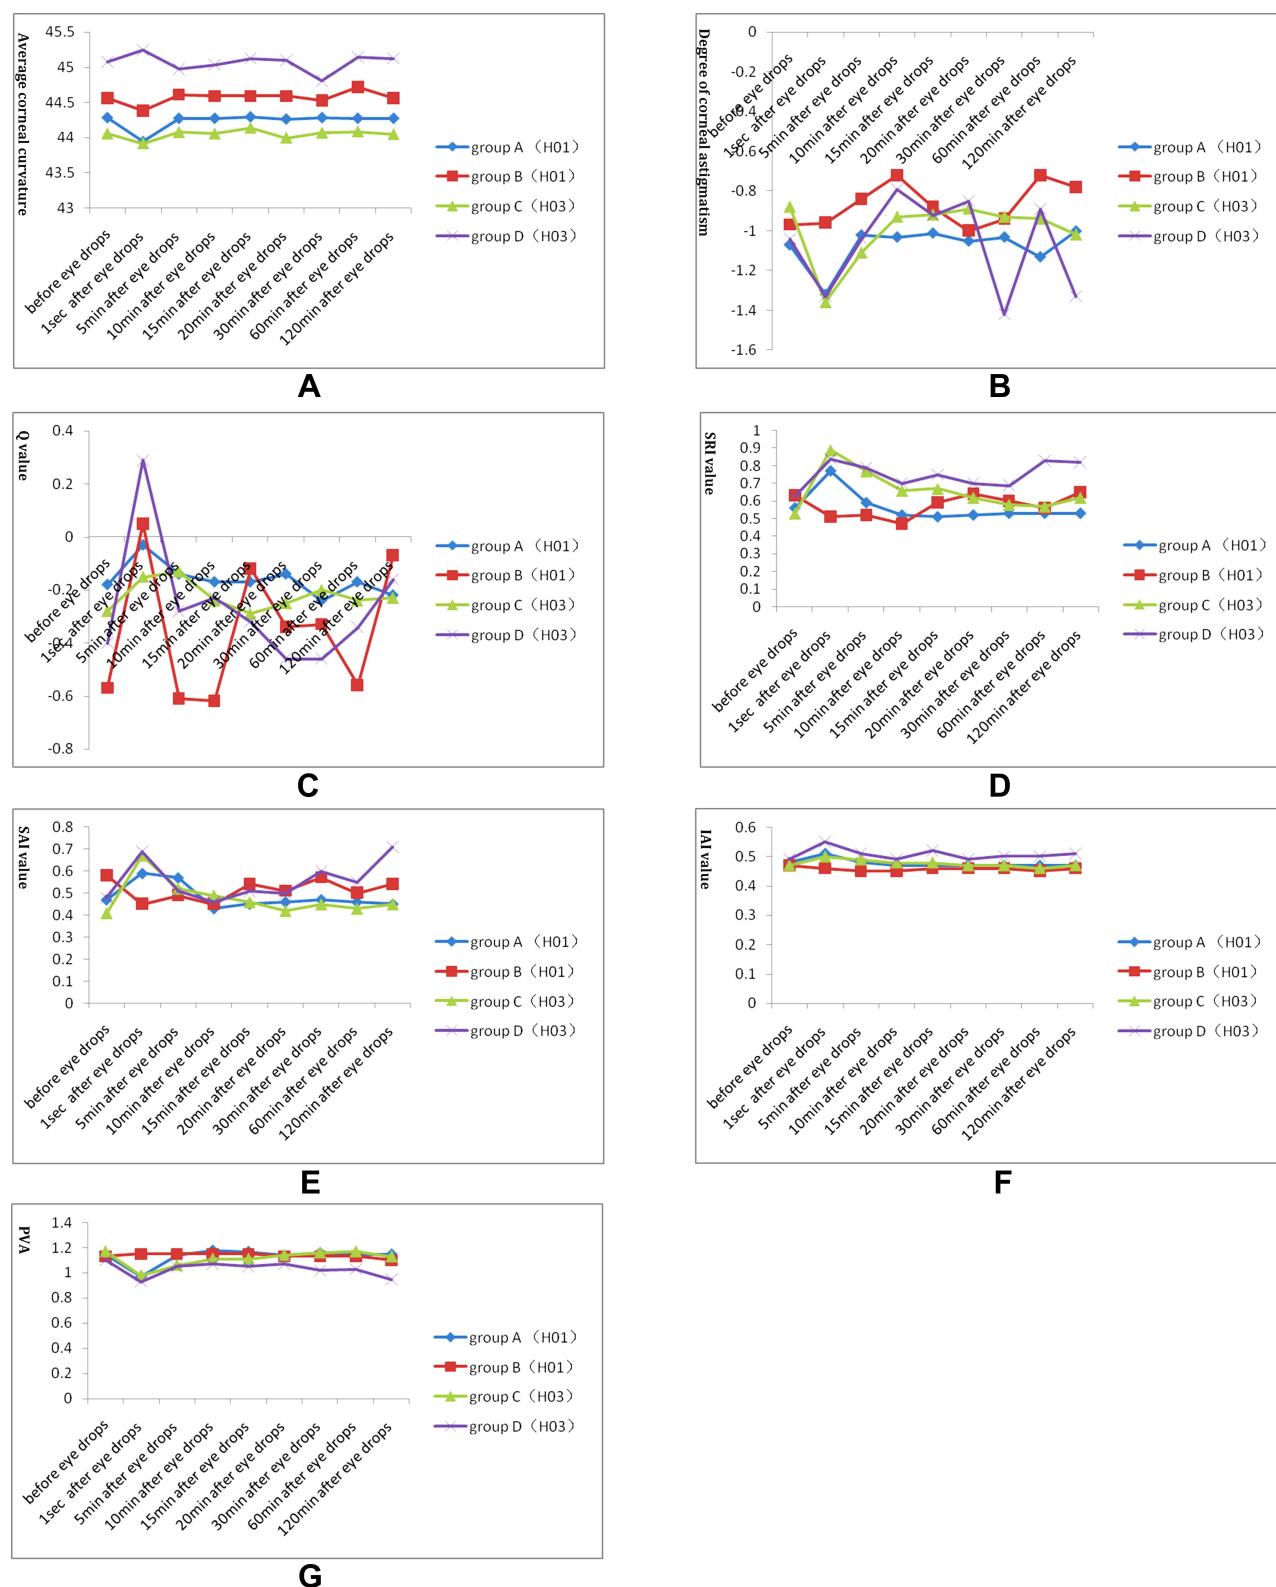 Average corneal curvature
45.5
45
44.5
44
43.5
43
before eye drops
1sec after eye drops
5min after eye drops
10min after eye drops
15min after eye drops
20min after eye drops
30min after eye drops
60min after eye drops
120min after eye drops
group A （H01）
group B（H01）
group C（H03）
group D（H03）
A
Degree of corneal astigmatism
0
-0.2
-0.4
-0.6
-0.8
-1
-1.2
-1.4
-1.6
before eye drops
1sec after eye drops
5min after eye drops
10min after eye drops
15min after eye drops
20min after eye drops
30min after eye drops
60min after eye drops
120min after eye drops
group A （H01）
group B（H01）
group C（H03）
group D（H03）
B
Q value
0.4
0.2
0
-0.2
-0.4
-0.6
-0.8
before eye drops
1sec after eye drops
5min after eye drops
10min after eye drops
15min after eye drops
20min after eye drops
30min after eye drops
60min after eye drops
120min after eye drops
group A （H01）
group B（H01）
group C（H03）
group D（H03）
C
SRI value
1
0.9
0.8
0.7
0.6
0.5
0.4
0.3
0.2
0.1
0
before eye drops
1sec after eye drops
5min after eye drops
10min after eye drops
15min after eye drops
20min after eye drops
30min after eye drops
60min after eye drops
120min after eye drops
group A （H01）
group B（H01）
group C（H03）
group D（H03）
D
SAI value
0.8
0.7
0.6
0.5
0.4
0.3
0.2
0.1
0
before eye drops
1sec after eye drops
5min after eye drops
10min after eye drops
15min after eye drops
20min after eye drops
30min after eye drops
60min after eye drops
120min after eye drops
group A （H01）
group B（H01）
group C（H03）
group D（H03）
E
IAI value
0.6
0.5
0.4
0.3
0.2
0.1
0
before eye drops
1sec after eye drops
5min after eye drops
10min after eye drops
15min after eye drops
20min after eye drops
30min after eye drops
60min after eye drops
120min after eye drops
group A （H01）
group B（H01）
group C（H03）
group D（H03）
F
PVA
1.4
1.2
1
0.8
0.6
0.4
0.2
0
before eye drops
1sec after eye drops
5min after eye drops
10min after eye drops
15min after eye drops
20min after eye drops
30min after eye drops
60min after eye drops
120min after eye drops
group A （H01）
group B（H01）
group C（H03）
group D（H03）
G